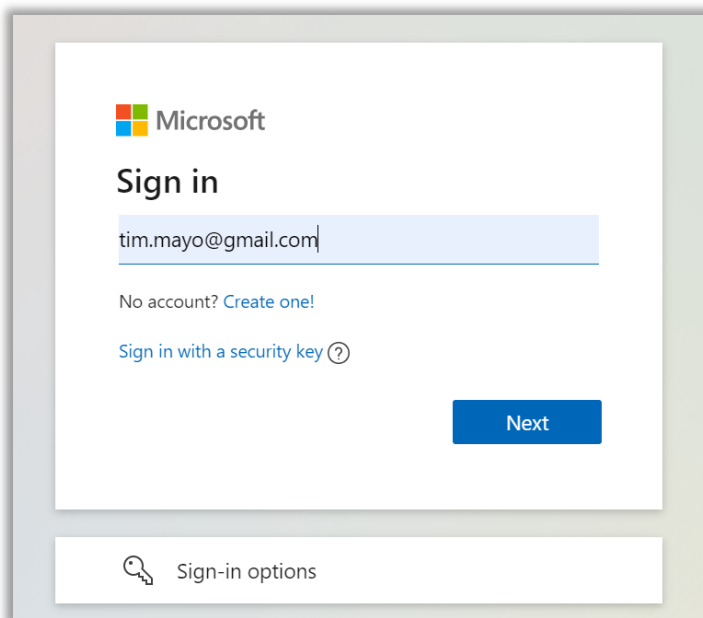 Microsoft
Sign in
tim.mayo@gmail.com
No account? Create one!
Sign in with a security key ?
Next
Sign-in options